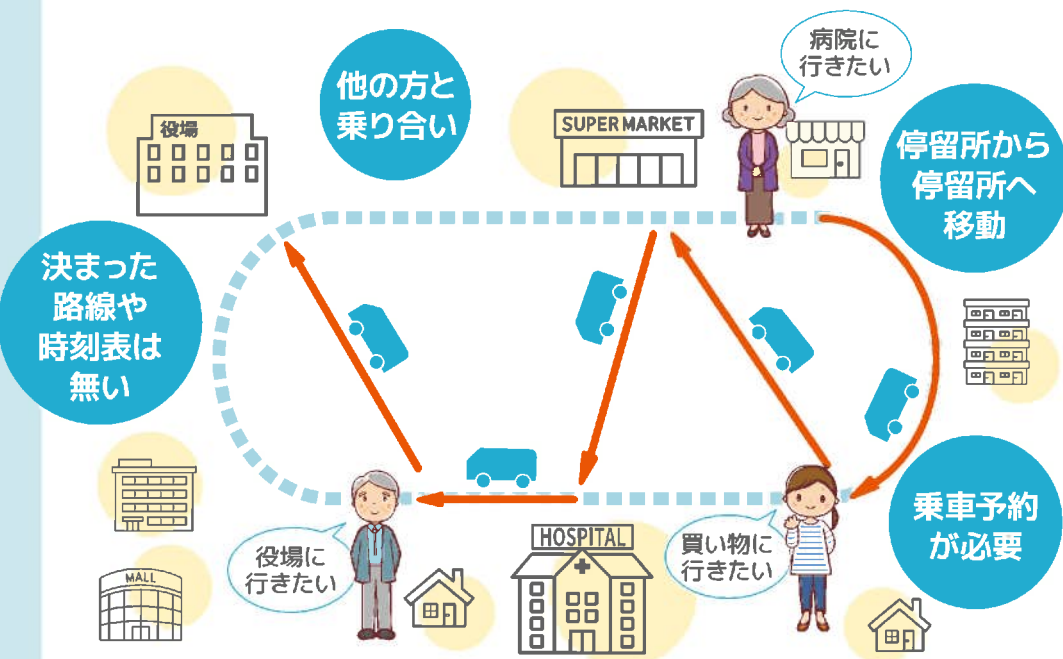 病院に
行きたい
他の方と
乗り合い
役場
SUPER MARKET
停留所から
停留所へ
移動
決まった
路線や
時刻表は
無い
乗車予約
が必要
役場に
行きたい
HOSPITAL
買い物に
行きたい
MALL